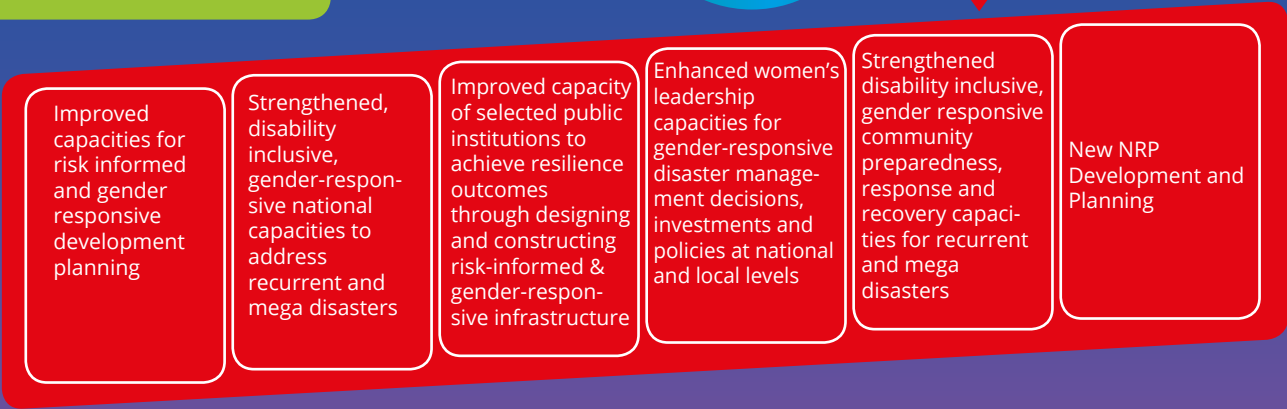 Improved
capacities for
risk informed
and gender
responsive
development
planning
Strengthened,
disability
inclusive,
gender-respon-
sive national
capacities to
address
recurrent and
mega disasters
Improved capacity
of selected public
institutions to
achieve resilience
outcomes
through designing
and constructing
risk-informed &
gender-respon-
sive infrastructure
Enhanced women’s
leadership
capacities for
gender-responsive
disaster manage-
ment decisions,
investments and
policies at national
and local levels
Strengthened
disability inclusive,
gender responsive
community
preparedness,
response and
recovery capaci-
ties for recurrent
and mega
disasters
New NRP
Development and
Planning